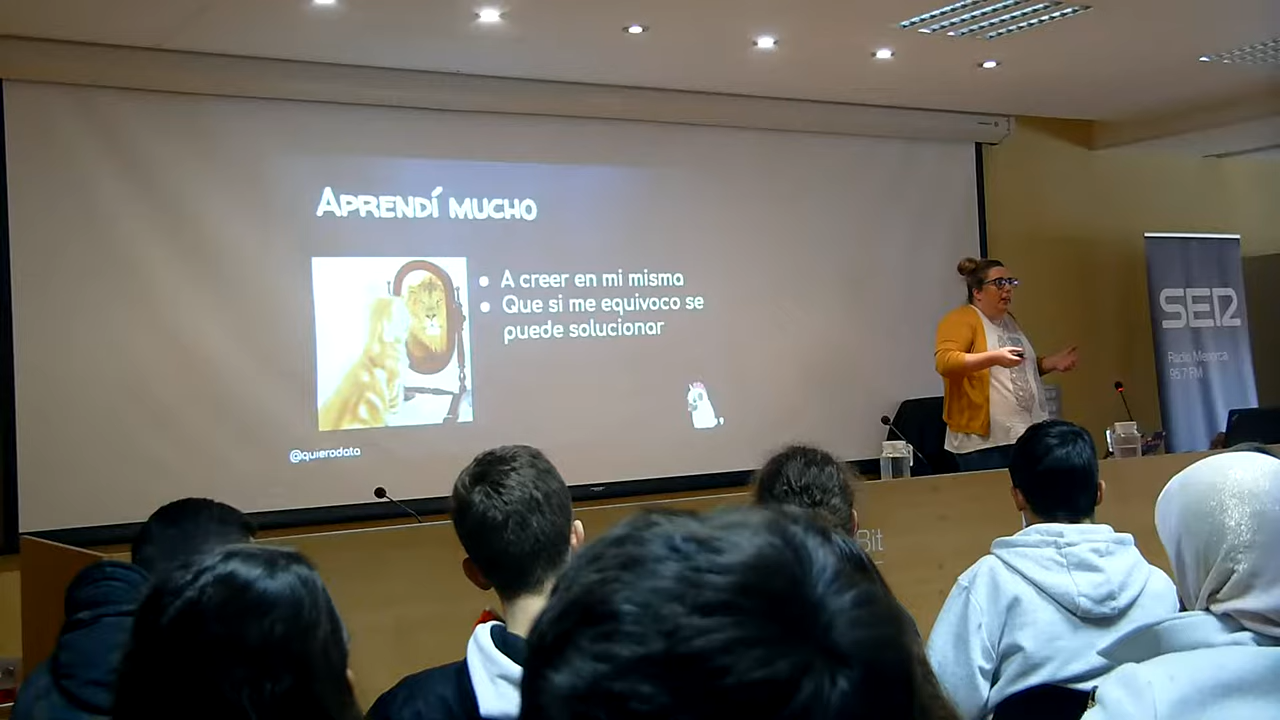 APRENDÍ MUCHO
A creer en mi misma
Que si me equivoco se
puede solucionar
@quierodata
SER
Radio Menorca
95.7 FM
Bit